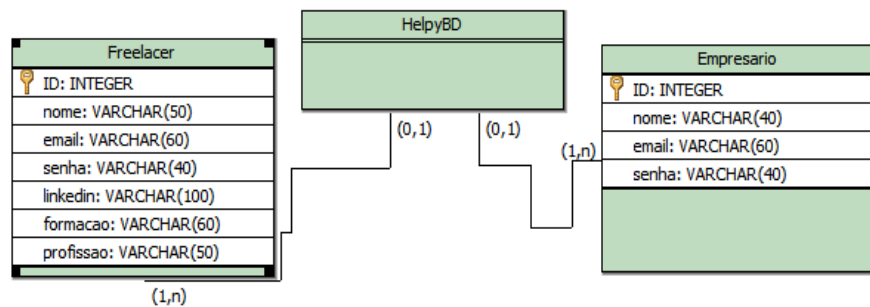 HelpyBD
Freelacer
ID: INTEGER
nome: VARCHAR(50)
email: VARCHAR(60)
senha: VARCHAR(40)
linkedin: VARCHAR(100)
formacao: VARCHAR(60)
profissao: VARCHAR(50)
(1,n)
(0,1)
(0,1)
(1,n)
Empresario
ID: INTEGER
nome: VARCHAR(40)
email: VARCHAR(60)
senha: VARCHAR(40)